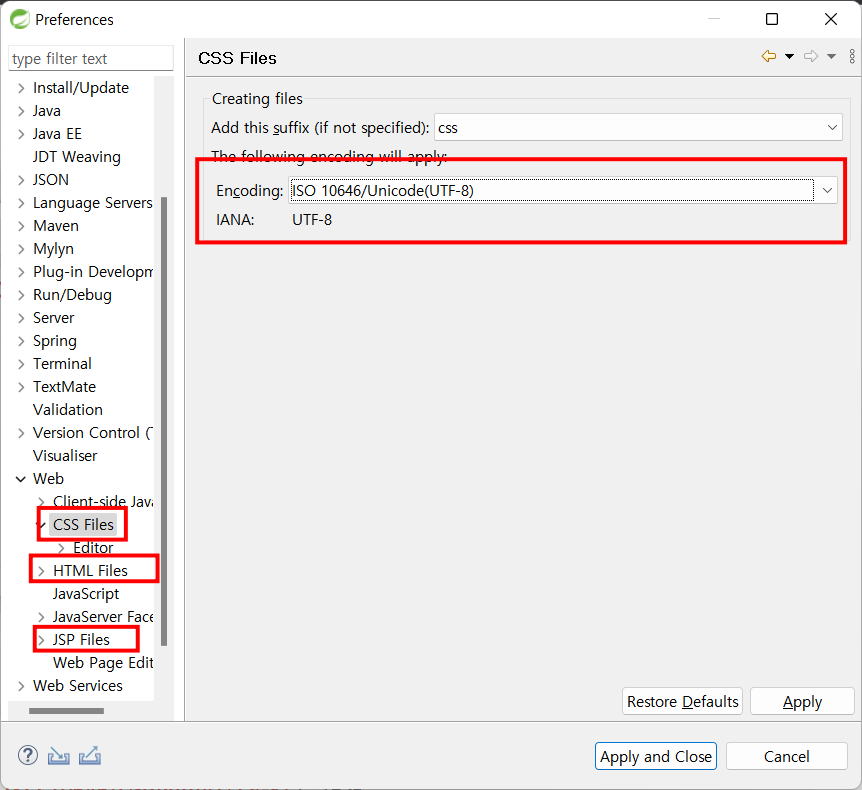 Preferences
type filter text
Install/Update
Java
Java EE
JDT Weaving
JSON
Language Servers
Maven
Mylyn
Plug-in Developm
Run/Debug
Server
Spring
Terminal
TextMate
Validation
Version Control (T
Visualiser
Web
Client-side Java
CSS Files
Editor
HTML Files
JavaScript
JavaServer Face
JSP Files
Web Page Edit
Web Services
CSS Files
Creating files
Add this suffix (if not specified): css
The following encoding will apply:
Encoding: ISO 10646/Unicode(UTF-8)
IANA: UTF-8
Restore Defaults Apply
Apply and Close Cancel